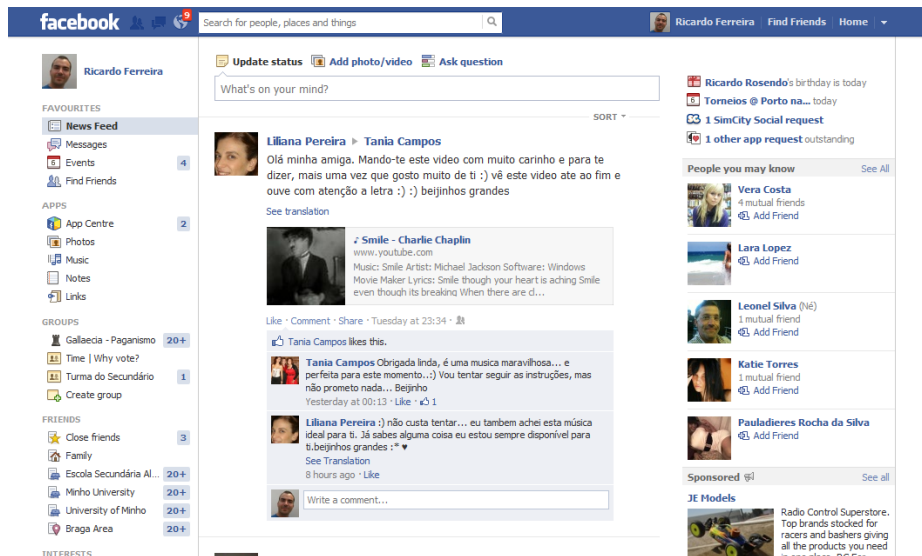 facebook
9
Search for people, places and things
Ricardo Ferreira
Find Friends
Home
Ricardo Ferreira
FAVOURITES
News Feed
Messages
Events 4
Find Friends
APPS
App Centre 2
Photos
Music
Notes
Links
GROUPS
Gallaecia - Paganismo 20+
Time | Why vote?
Turma do Secundário 1
Create group
FRIENDS
Close friends 3
Family
Escola Secundária Al... 20+
Minho University 20+
University of Minho 20+
Braga Area 20+
INTERESTS
Update status Add photo/video Ask question
What's on your mind?
SORT
Liliana Pereira ▶ Tania Campos
Olá minha amiga. Mando-te este video com muito carinho e para te
dizer, mais uma vez que gosto muito de ti :) vê este video ate ao fim e
ouve com atenção a letra :) :) beijinhos grandes
See translation
♪ Smile - Charlie Chaplin
www.youtube.com
Music: Smile Artist: Michael Jackson Software: Windows
Movie Maker Lyrics: Smile though your heart is aching Smile
even though its breaking When there are cl...
Like · Comment · Share · Tuesday at 23:34 ·
Tania Campos likes this.
Tania Campos Obrigada linda, é uma musica maravilhosa... e
perfeita para este momento..:) Vou tentar seguir as instruções, mas
não prometo nada... Beijinho
Yesterday at 00:13 · Like · 1
Liliana Pereira :) não custa tentar... eu tambem achei esta música
ideal para ti. Já sabes alguma coisa eu estou sempre disponível para
ti.beijinhos grandes :* ♥
See Translation
8 hours ago · Like
Write a comment...
Ricardo Rosendo's birthday is today
6 Torneios @ Porto na... today
1 SimCity Social request
1 other app request outstanding
People you may know See All
Vera Costa
4 mutual friends
Add Friend
Lara Lopez
Add Friend
Leonel Silva (Né)
1 mutual friend
Add Friend
Katie Torres
1 mutual friend
Add Friend
Pauladieres Rocha da Silva
Add Friend
Sponsored See all
JE Models
Radio Control Superstore.
Top brands stocked for
racers and bashers giving
all the products you need